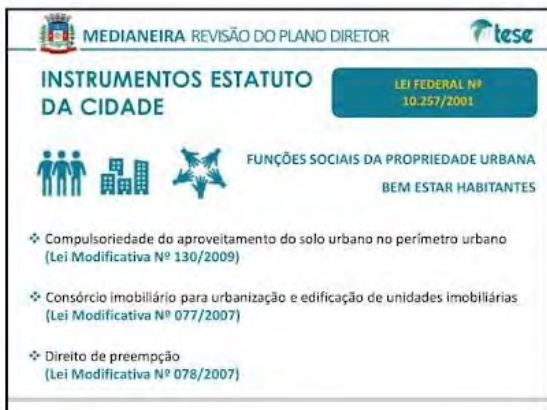 MEDIANEIRA REVISÃO DO PLANO DIRETOR
tese
INSTRUMENTOS ESTATUTO
DA CIDADE
LEI FEDERAL Nº
10.257/2001
FUNÇÕES SOCIAIS DA PROPRIEDADE URBANA
BEM ESTAR HABITANTES
❖ Compulsoriedade do aproveitamento do solo urbano no perímetro urbano
(Lei Modificativa Nº 130/2009)
❖ Consórcio imobiliário para urbanização e edificação de unidades imobiliárias
(Lei Modificativa Nº 077/2007)
❖ Direito de preempção
(Lei Modificativa Nº 078/2007)